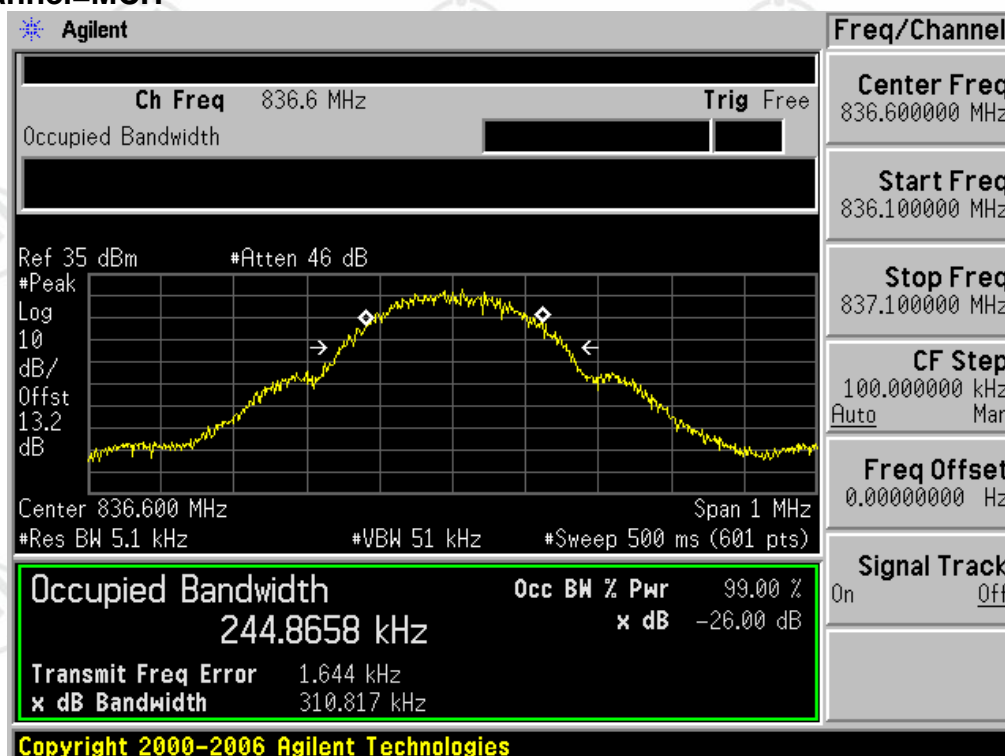 Agilent
Freq/Channel
Ch Freq 836.6 MHz Trig Free
Occupied Bandwidth
Center Freq
836.600000 MHz
Start Freq
836.100000 MHz
Stop Freq
837.100000 MHz
CF Step
100.000000 kHz
Auto Man
Freq Offset
0.00000000 Hz
Signal Track
On Off
Ref 35 dBm #Atten 46 dB
#Peak
Log
10
dB/
Offst
13.2
dB
Center 836.600 MHz Span 1 MHz
#Res BW 5.1 kHz #VBW 51 kHz #Sweep 500 ms (601 pts)
Occupied Bandwidth
244.8658 kHz
Occ BW % Pwr 99.00 %
x dB -26.00 dB
Transmit Freq Error 1.644 kHz
x dB Bandwidth 310.817 kHz
Copyright 2000-2006 Agilent Technologies